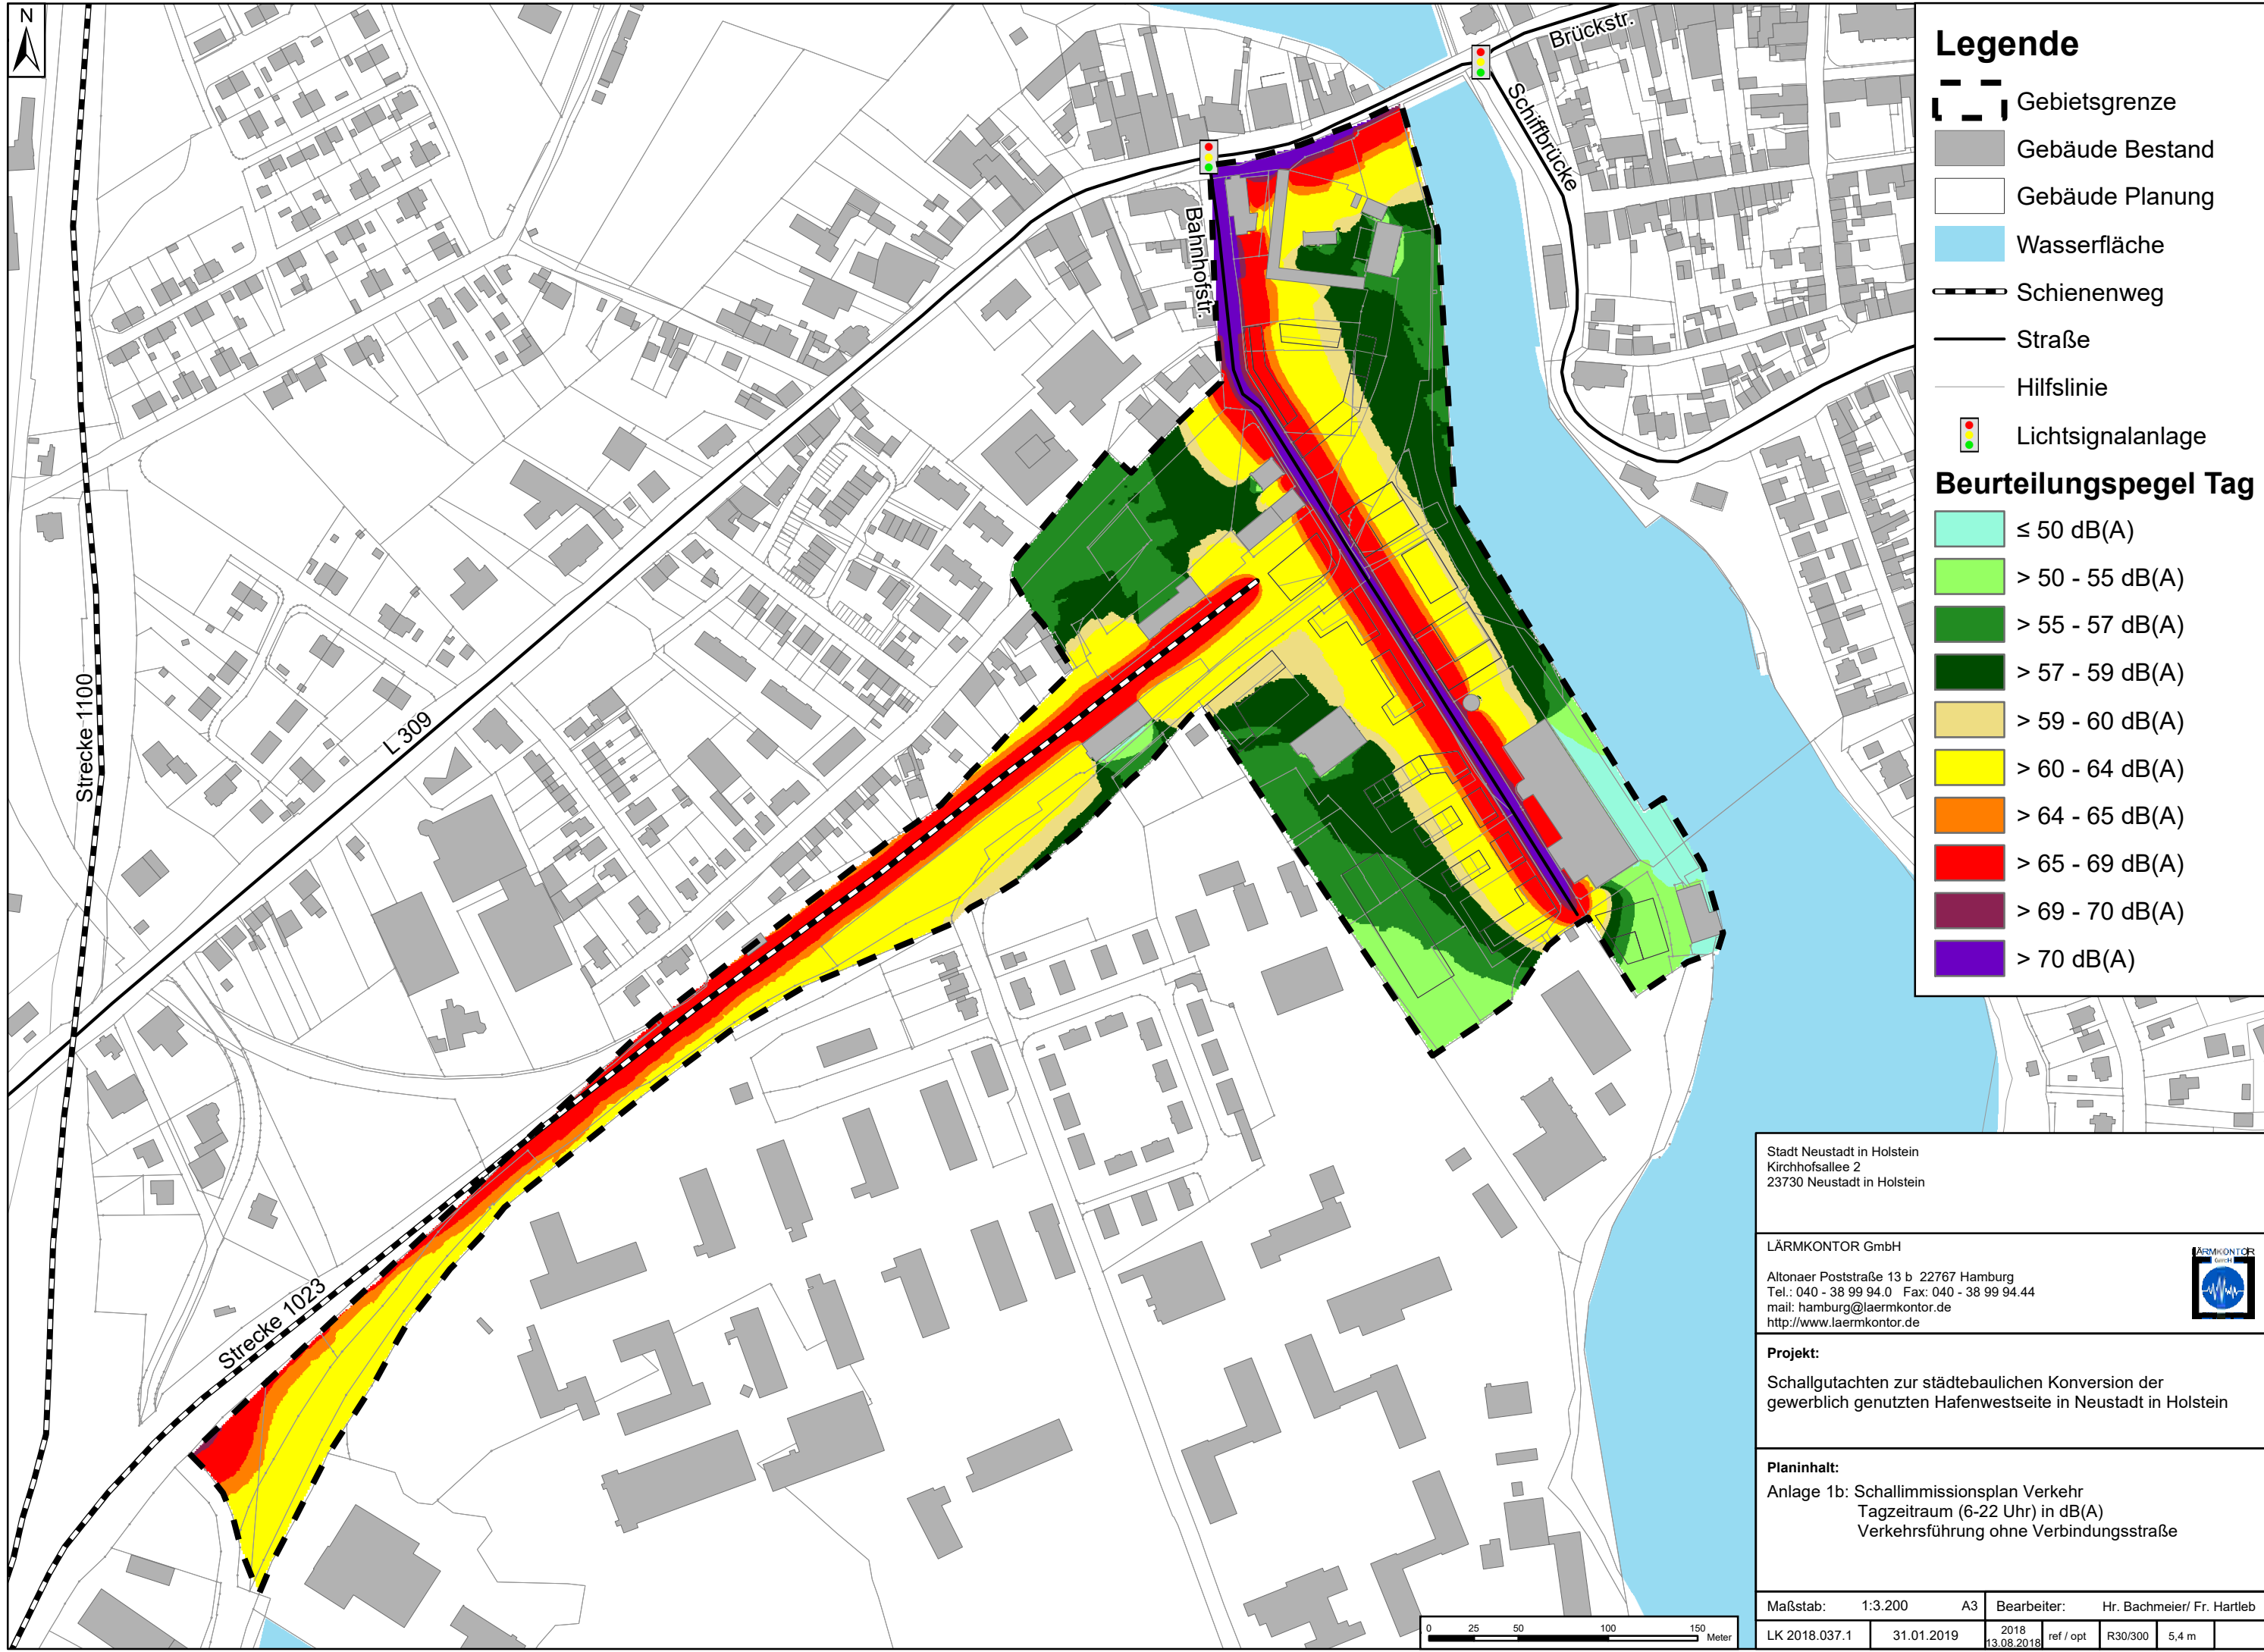 N
Brückstr.
Schiffbrücke
Bahnhofstr.
L 309
Strecke 1100
Strecke 1023
Legende
Gebietsgrenze
Gebäude Bestand
Gebäude Planung
Wasserfläche
Schienenweg
Straße
Hilfslinie
Lichtsignalanlage
Beurteilungspegel Tag
≤ 50 dB(A)
> 50 - 55 dB(A)
> 55 - 57 dB(A)
> 57 - 59 dB(A)
> 59 - 60 dB(A)
> 60 - 64 dB(A)
> 64 - 65 dB(A)
> 65 - 69 dB(A)
> 69 - 70 dB(A)
> 70 dB(A)
Stadt Neustadt in Holstein
Kirchhofsallee 2
23730 Neustadt in Holstein
LÄRMKONTOR GmbH
Altonaer Poststraße 13 b 22767 Hamburg
Tel.: 040 - 38 99 94.0 Fax: 040 - 38 99 94.44
mail: hamburg@laermkontor.de
http://www.laermkontor.de
LÄRMKONTOR
GmbH
Projekt:
Schallgutachten zur städtebaulichen Konversion der
gewerblich genutzten Hafenwestseite in Neustadt in Holstein
Planinhalt:
Anlage 1b: Schallimmissionsplan Verkehr
Tagzeitraum (6-22 Uhr) in dB(A)
Verkehrsführung ohne Verbindungsstraße
Maßstab: 1:3.200 A3 Bearbeiter: Hr. Bachmeier/ Fr. Hartleb
LK 2018.037.1 31.01.2019 2018 ref / opt R30/300 5,4 m
13.08.2018
0 25 50 100 150 Meter